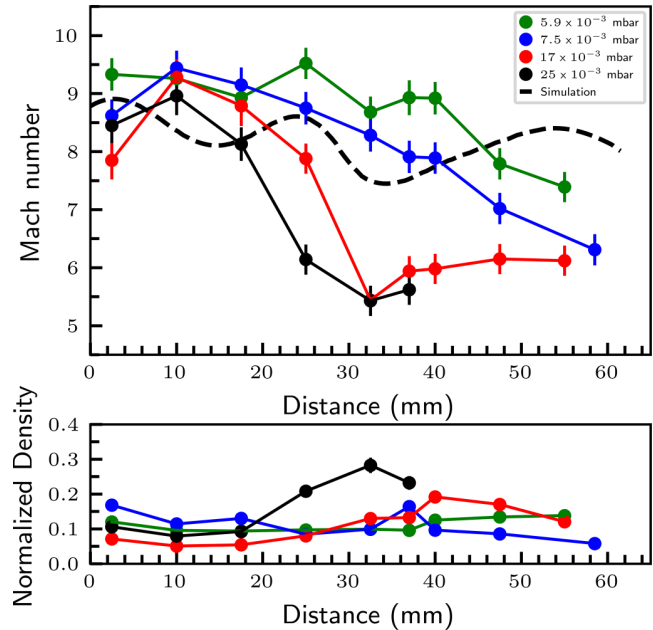 10
9
8
7
6
5
Mach number
5.9 × 10⁻³ mbar
7.5 × 10⁻³ mbar
17 × 10⁻³ mbar
25 × 10⁻³ mbar
Simulation
0 10 20 30 40 50 60
Distance (mm)
0.4
0.3
0.2
0.1
0.0
Normalized Density
0 10 20 30 40 50 60
Distance (mm)